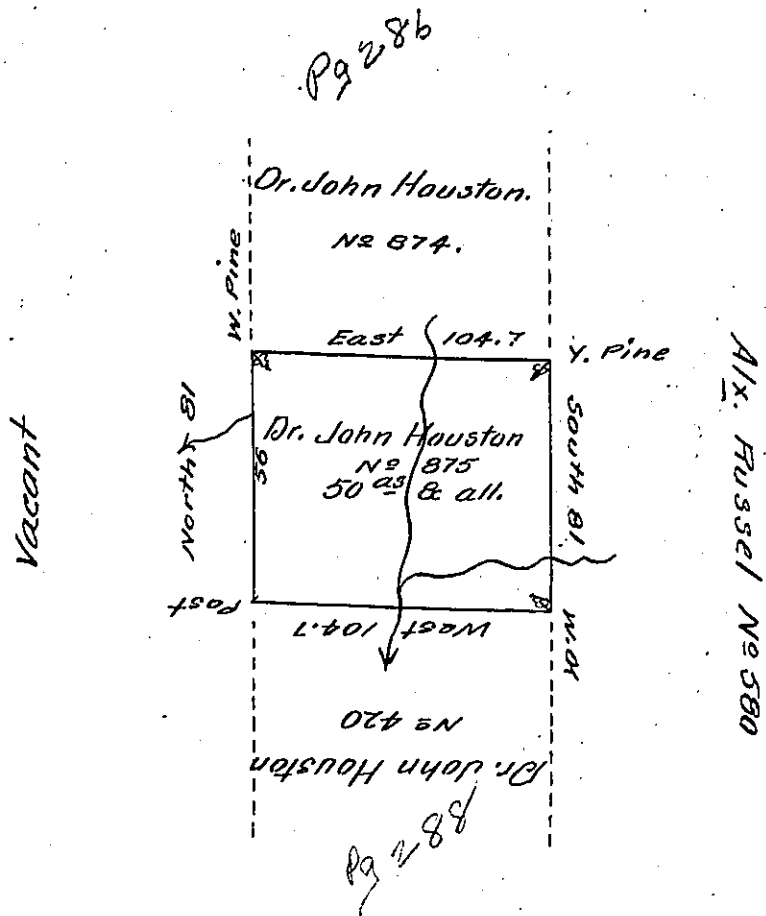 Pg 286
Dr. John Houston.
Nº 874.
W. Pine
East 104.7
Y. Pine
Vacant
North 81
56
Dr. John Houston
Nº 875
50 as & all.
South 81
Alx. Russel Nº 580
Post
West 104.7
W.O.
Nº 420
Dr. John Houston
Pg 288